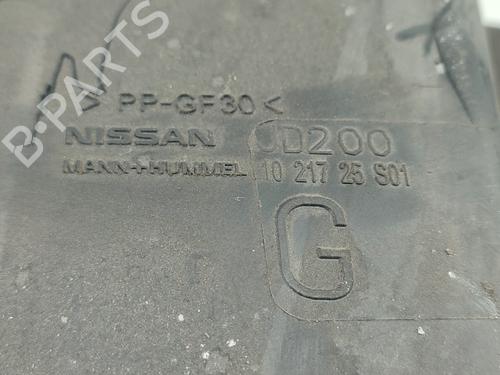 > PP-GF30 <
NISSAN JD200
MANN+HUMMEL 10 217 25 S01
G
B-PARTS